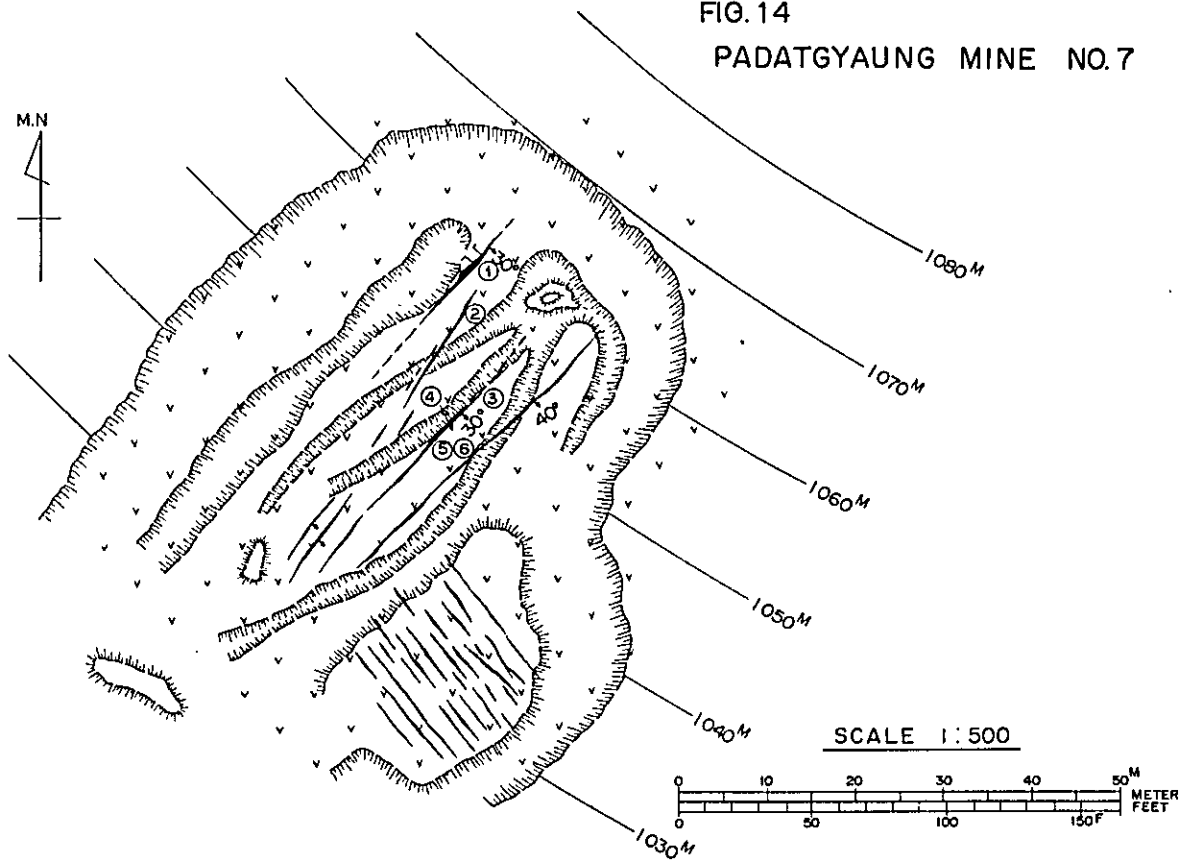 FIG. 14
PADATGYAUNG MINE NO. 7
M.N
1080M
1070M
1060M
1050M
1040M
1030M
①
②
④ ③
30°
40°
⑤ ⑥
SCALE 1:500
0 10 20 30 40 50M
METER
FEET
0 50 100 150F